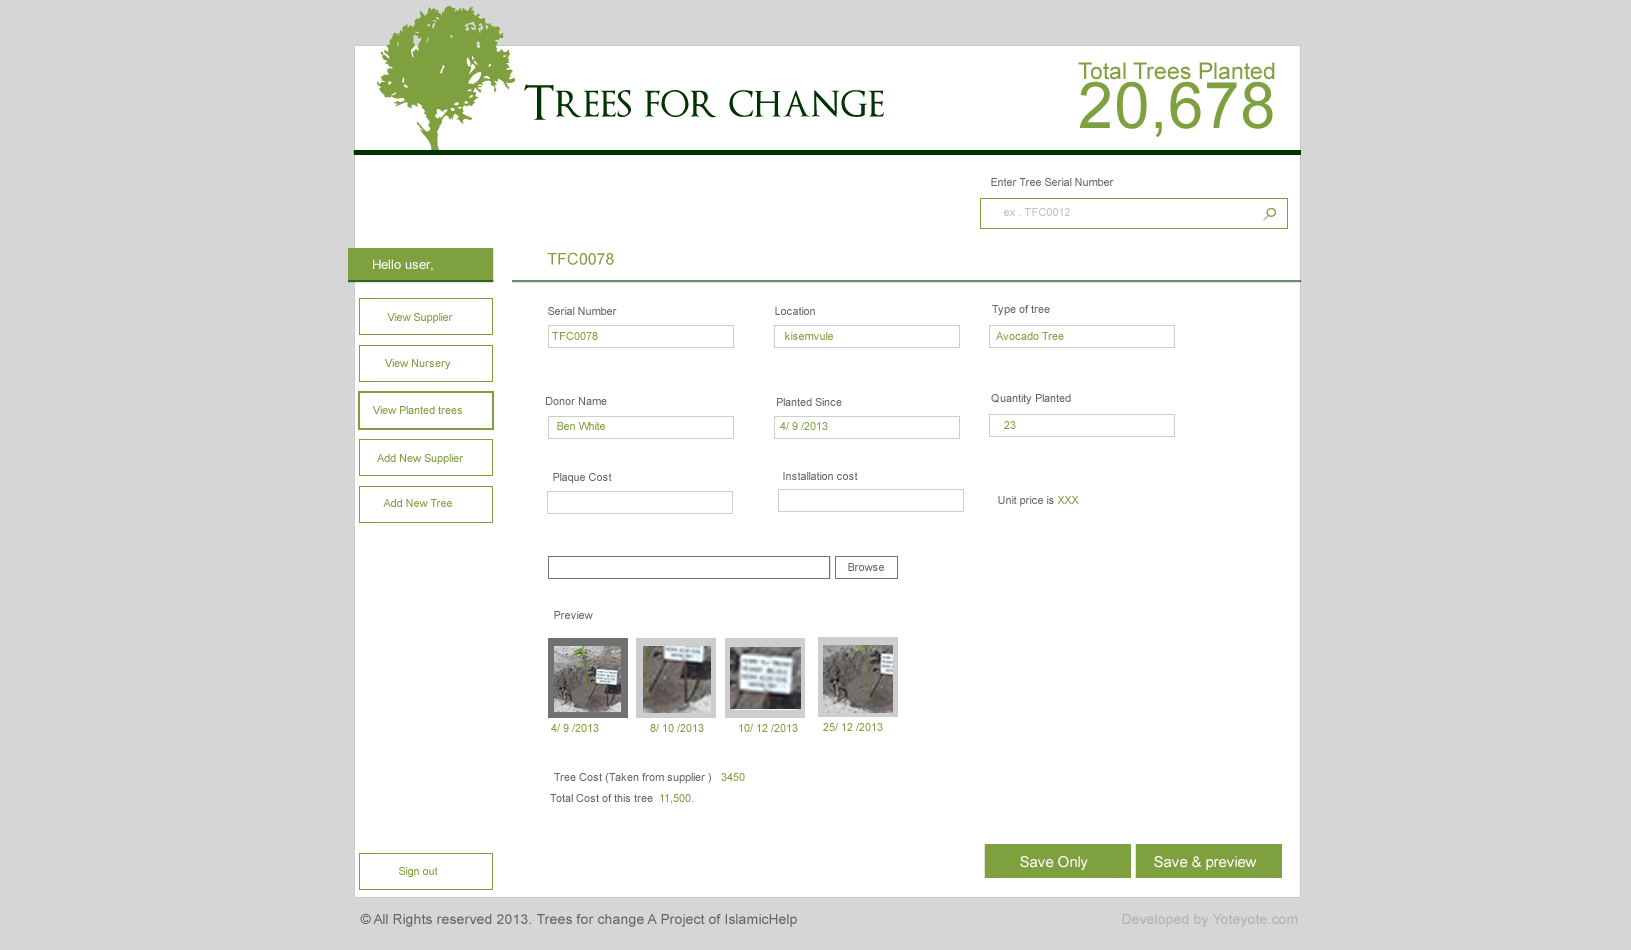 TREES FOR CHANGE
Total Trees Planted
20,678
Enter Tree Serial Number
ex . TFC0012
Hello user,
TFC0078
View Supplier
View Nursery
View Planted trees
Add New Supplier
Add New Tree
Serial Number
Location
Type of tree
TFC0078
kisemvule
Avocado Tree
Donor Name
Planted Since
Quantity Planted
Ben White
4/ 9 /2013
23
Plaque Cost
Installation cost
Unit price is XXX
Browse
Preview
4/ 9 /2013
8/ 10 /2013
10/ 12 /2013
25/ 12 /2013
Tree Cost (Taken from supplier ) 3450
Total Cost of this tree 11,500.
Save Only
Save & preview
Sign out
© All Rights reserved 2013. Trees for change A Project of IslamicHelp
Developed by Yoteyote.com